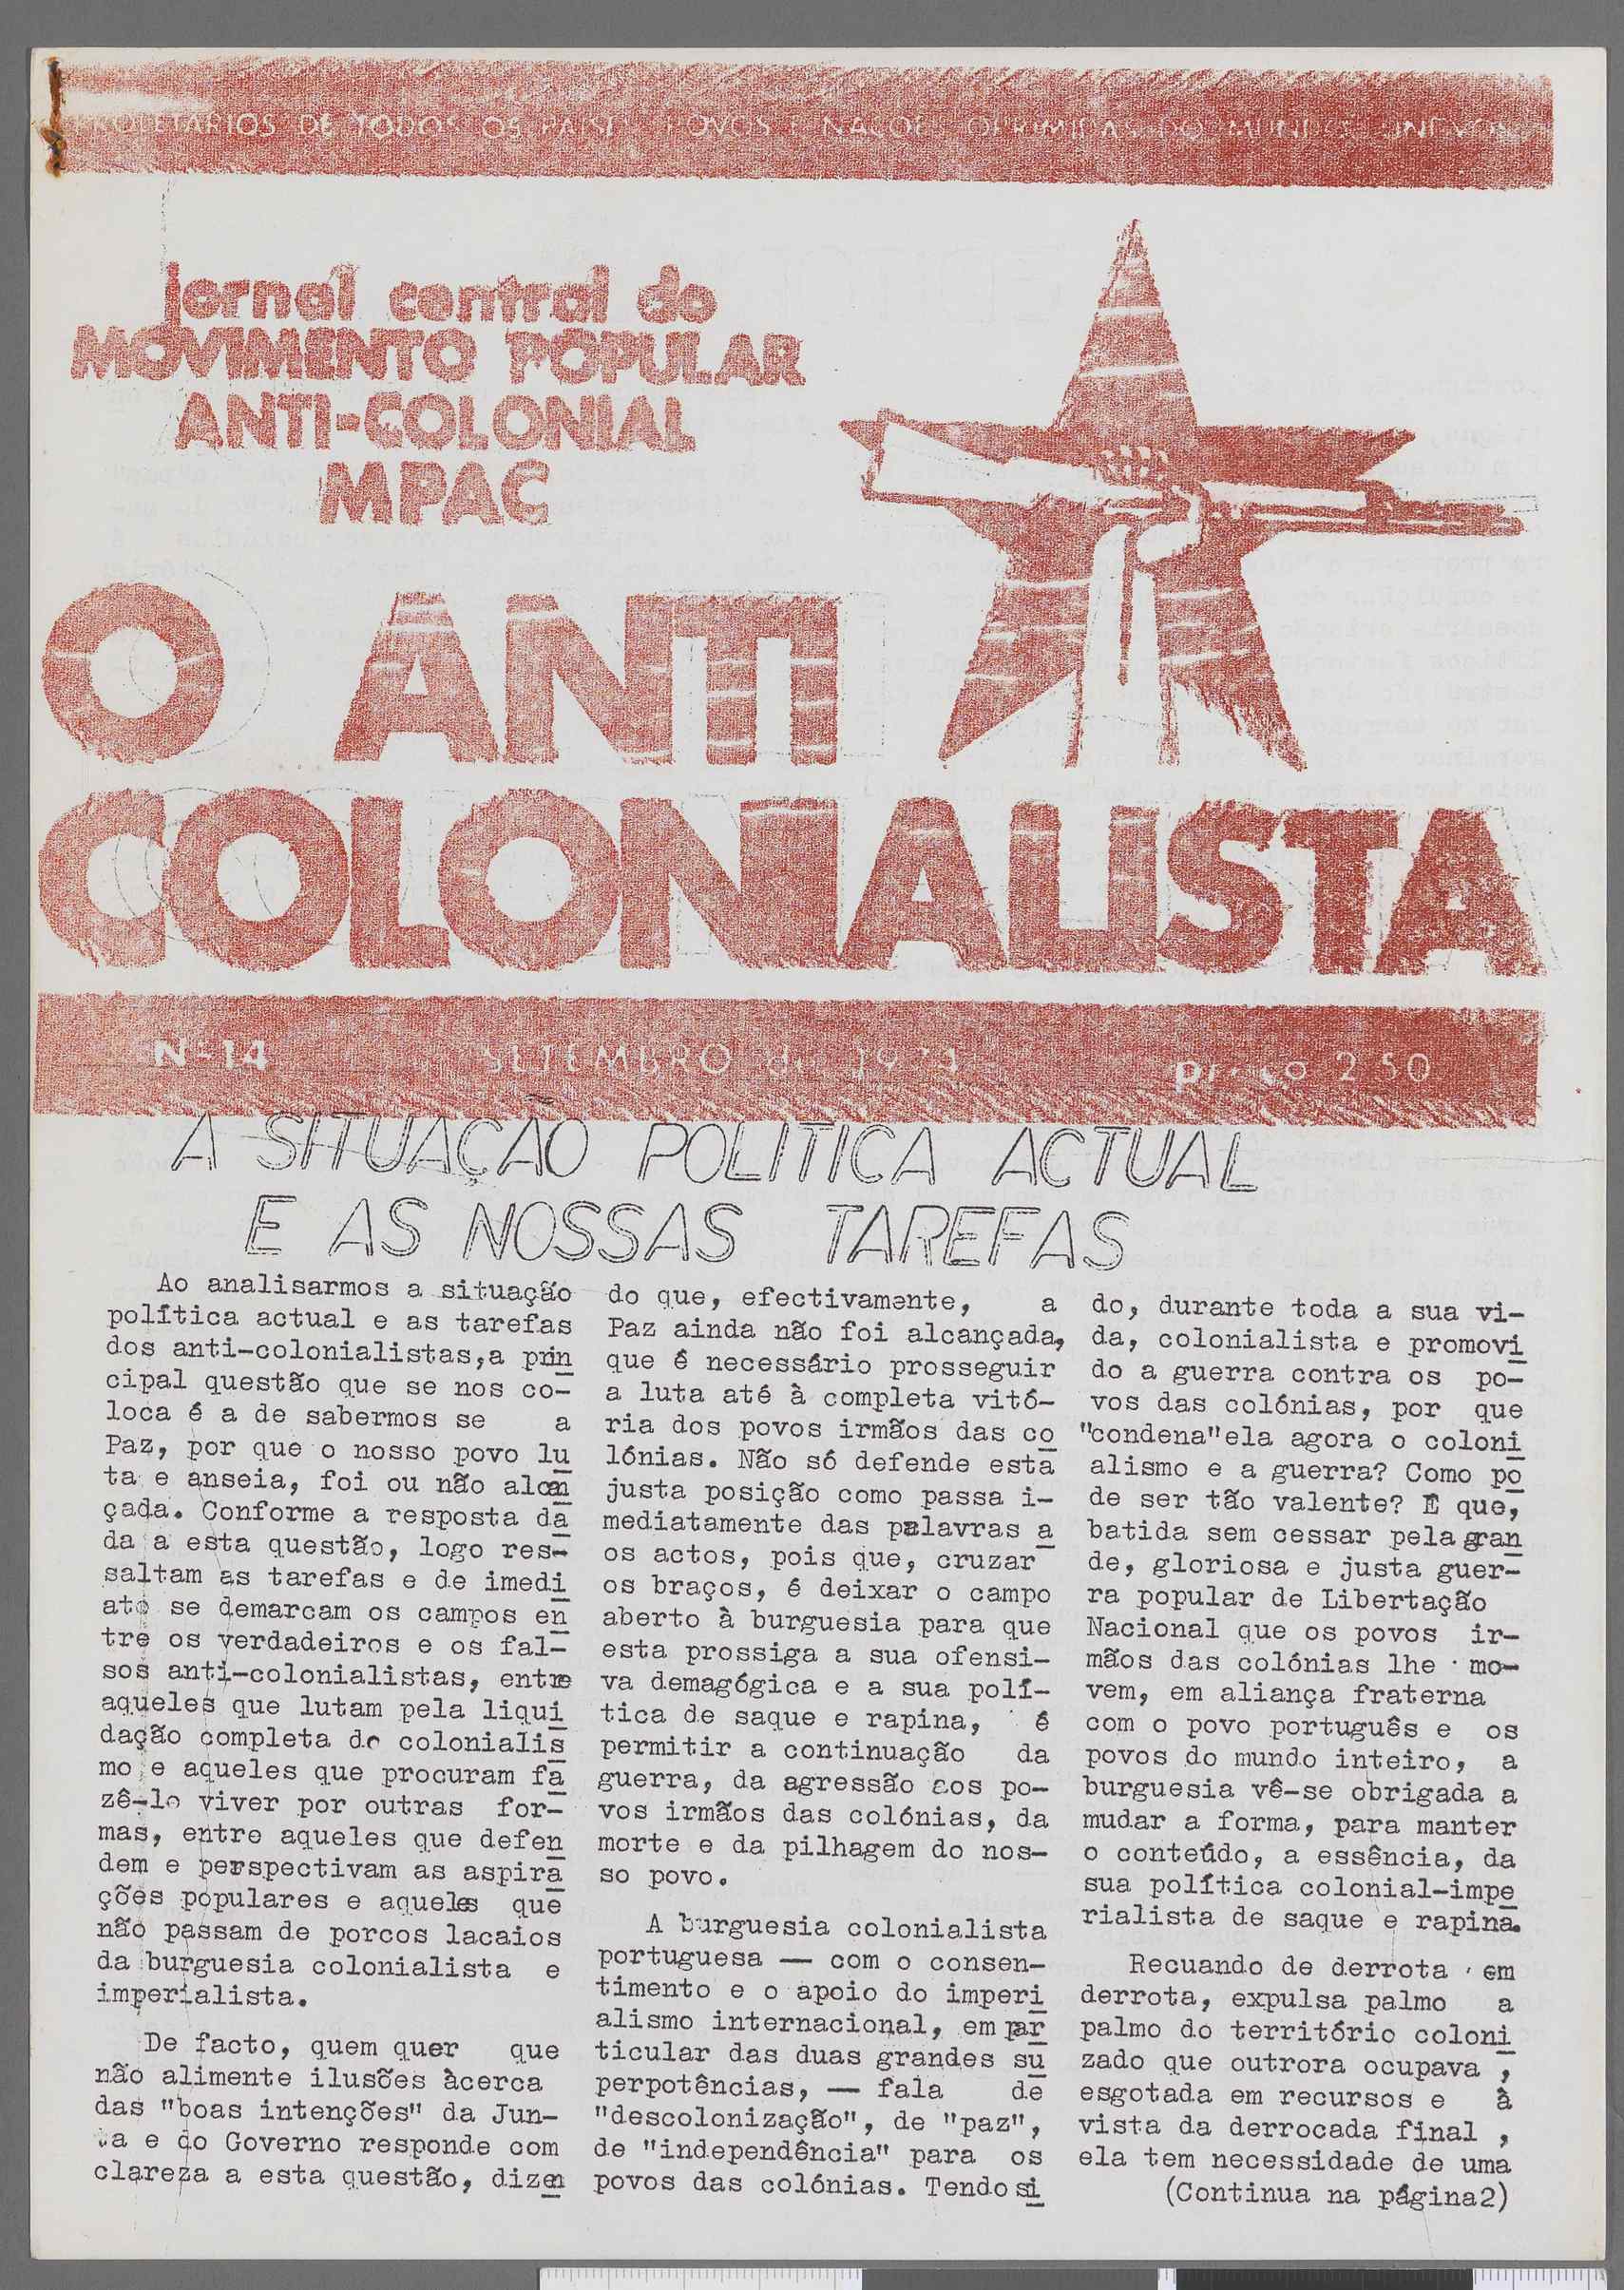 PROLETÁRIOS DE TODOS OS PAISES POVOS E NAÇÕES OPRIMIDAS DO MUNDO UNI-VOS
jornal central do
MOVIMENTO POPULAR
ANTI-COLONIAL
MPAC
O ANTI
COLONIALISTA
Nº14 SETEMBRO de 1974 preço 2$50
A SITUAÇÃO POLITICA ACTUAL
E AS NOSSAS TAREFAS
Ao analisarmos a situação
política actual e as tarefas
dos anti-colonialistas,a prin
cipal questão que se nos co-
loca é a de sabermos se a
Paz, por que o nosso povo lu
ta e anseia, foi ou não alcan
çada. Conforme a resposta da
da a esta questão, logo res-
saltam as tarefas e de imedi
ato se demarcam os campos en
tre os verdadeiros e os fal-
sos anti-colonialistas, entre
aqueles que lutam pela liqui
dação completa do colonialis
mo e aqueles que procuram fa
zê-lo viver por outras for-
mas, entre aqueles que defen
dem e perspectivam as aspira
ções populares e aqueles que
não passam de porcos lacaios
da burguesia colonialista e
imperialista.
De facto, quem quer que
não alimente ilusões àcerca
das "boas intenções" da Jun-
ta e do Governo responde com
clareza a esta questão, dizen
do que, efectivamente, a
Paz ainda não foi alcançada,
que é necessário prosseguir
a luta até à completa vitó-
ria dos povos irmãos das co
lónias. Não só defende esta
justa posição como passa i-
mediatamente das palavras a
os actos, pois que, cruzar
os braços, é deixar o campo
aberto à burguesia para que
esta prossiga a sua ofensi-
va demagógica e a sua polí-
tica de saque e rapina, é
permitir a continuação da
guerra, da agressão aos po-
vos irmãos das colónias, da
morte e da pilhagem do nos-
so povo.
A burguesia colonialista
portuguesa — com o consen-
timento e o apoio do imperi
alismo internacional, em par
ticular das duas grandes su
perpotências, — fala de
"descolonização", de "paz",
de "independência" para os
povos das colónias. Tendo si
do, durante toda a sua vi-
da, colonialista e promovi
do a guerra contra os po-
vos das colónias, por que
"condena"ela agora o coloni
alismo e a guerra? Como po
de ser tão valente? É que,
batida sem cessar pela gran
de, gloriosa e justa guer-
ra popular de Libertação
Nacional que os povos ir-
mãos das colónias lhe mo-
vem, em aliança fraterna
com o povo português e os
povos do mundo inteiro, a
burguesia vê-se obrigada a
mudar a forma, para manter
o conteúdo, a essência, da
sua política colonial-impe
rialista de saque e rapina.
Recuando de derrota em
derrota, expulsa palmo a
palmo do território coloni
zado que outrora ocupava ,
esgotada em recursos e à
vista da derrocada final ,
ela tem necessidade de uma
(Continua na página2)